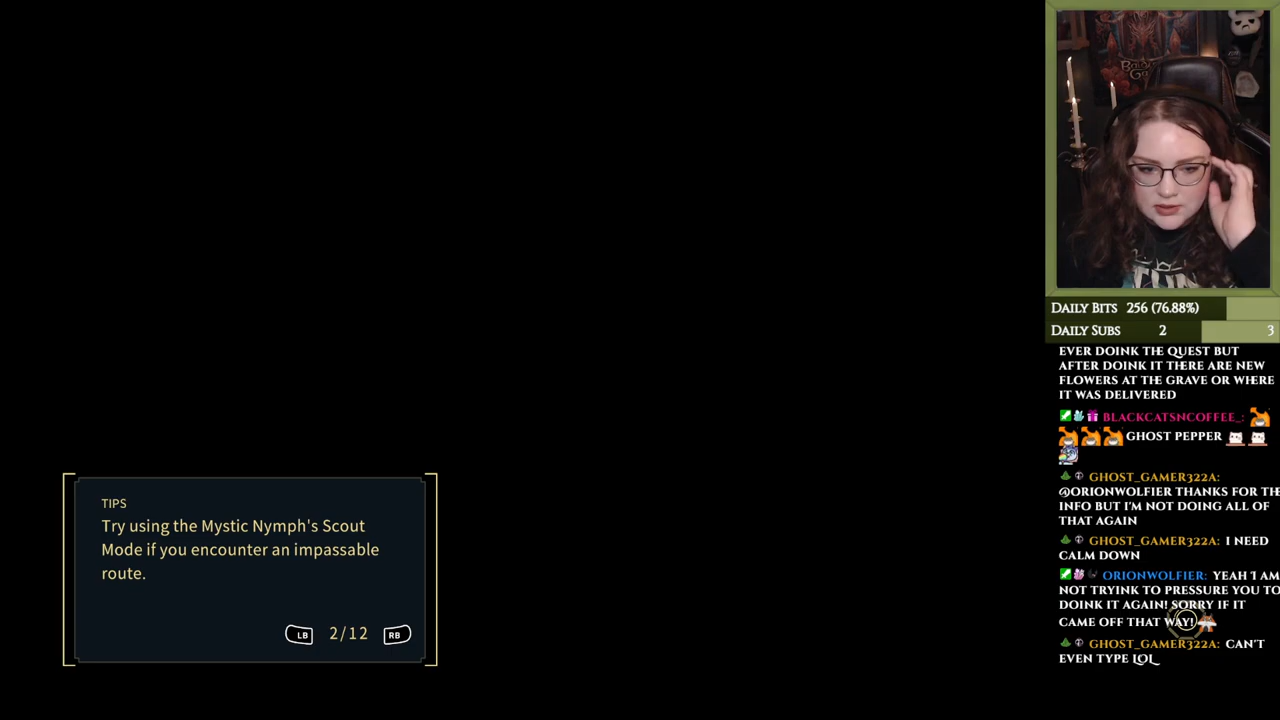 TIPS
Try using the Mystic Nymph's Scout
Mode if you encounter an impassable
route.
LB 2/12 RB
DAILY BITS 256 (76.88%)
DAILY SUBS 2 3
EVER DOINK THE QUEST BUT
AFTER DOINK IT THERE ARE NEW
FLOWERS AT THE GRAVE OR WHERE
IT WAS DELIVERED
BLACKCATSNCOFFEE_:
GHOST PEPPER
GHOST_GAMER322A:
@ORIONWOLFIER THANKS FOR THE
INFO BUT I'M NOT DOING ALL OF
THAT AGAIN
GHOST_GAMER322A: I NEED
CALM DOWN
ORIONWOLFIER: YEAH I AM
NOT TRYINK TO PRESSURE YOU TO
DOINK IT AGAIN! SORRY IF IT
CAME OFF THAT WAY!
GHOST_GAMER322A: CAN'T
EVEN TYPE LOL